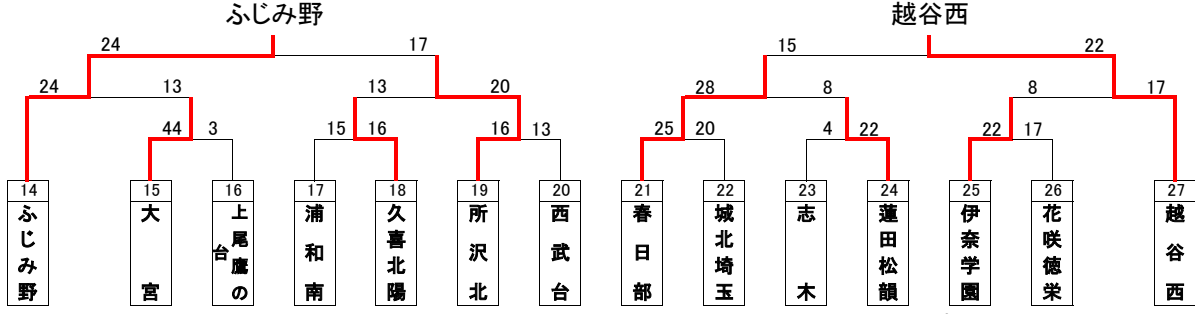 ふじみ野 越谷西
24 17 15 22
24 13 13 20 28 8 8 17
44 3 15 16 16 13 25 20 4 22 22 17
14 15 16 17 18 19 20 21 22 23 24 25 26 27
ふじみ野
大宮
上尾鷹の台
浦和南
久喜北陽
所沢北
西武台
春日部
城北埼玉
志木
蓮田松韻
伊奈学園
花咲徳栄
越谷西